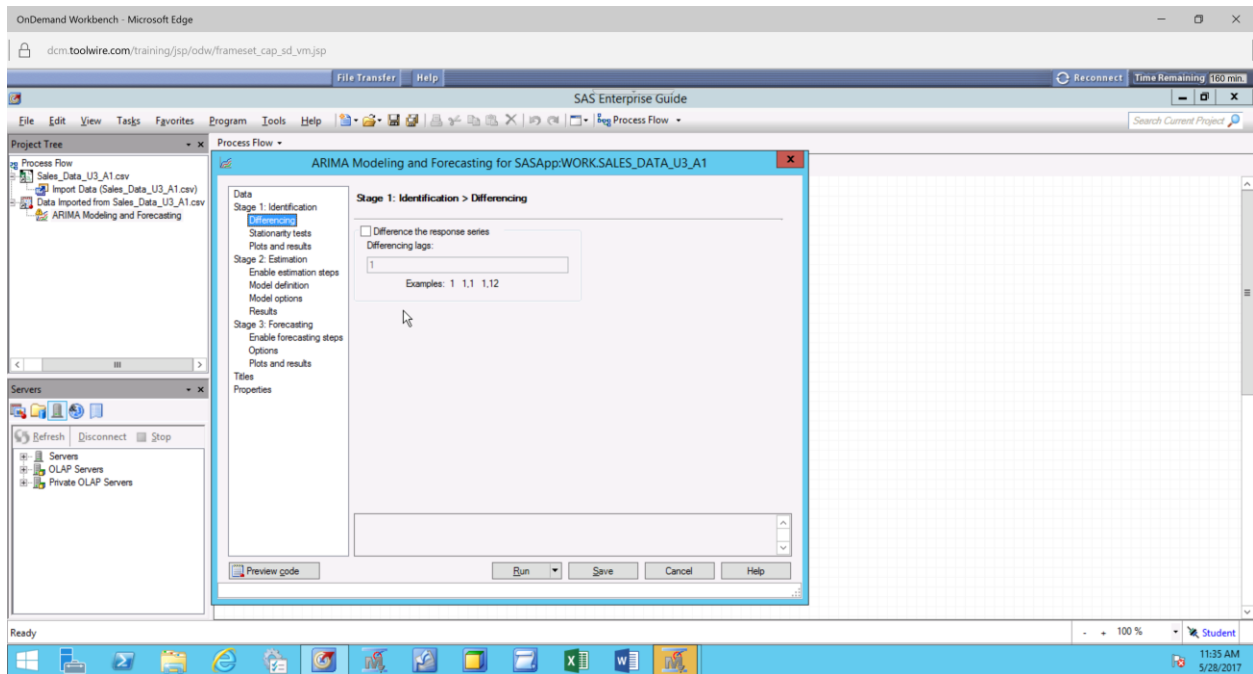 OnDemand Workbench - Microsoft Edge
dcm.toolwire.com/training/jsp/odw/frameset_cap_sd_vm.jsp
File Transfer Help Reconnect Time Remaining 160 min.
SAS Enterprise Guide
File Edit View Tasks Favorites Program Tools Help Process Flow Search Current Project
Project Tree
Process Flow
Sales_Data_U3_A1.csv
Import Data (Sales_Data_U3_A1.csv)
Data Imported from Sales_Data_U3_A1.csv
ARIMA Modeling and Forecasting
Servers
Refresh Disconnect Stop
Servers
OLAP Servers
Private OLAP Servers
Process Flow
ARIMA Modeling and Forecasting for SASApp:WORK.SALES_DATA_U3_A1
x
Data
Stage 1: Identification
Differencing
Stationarity tests
Plots and results
Stage 2: Estimation
Enable estimation steps
Model definition
Model options
Results
Stage 3: Forecasting
Enable forecasting steps
Options
Plots and results
Titles
Properties
Stage 1: Identification > Differencing
Difference the response series
Differencing lags:
1
Examples: 1 1,1 1,12
Preview code Run Save Cancel Help
Ready - + 100 % Student
11:35 AM
5/28/2017